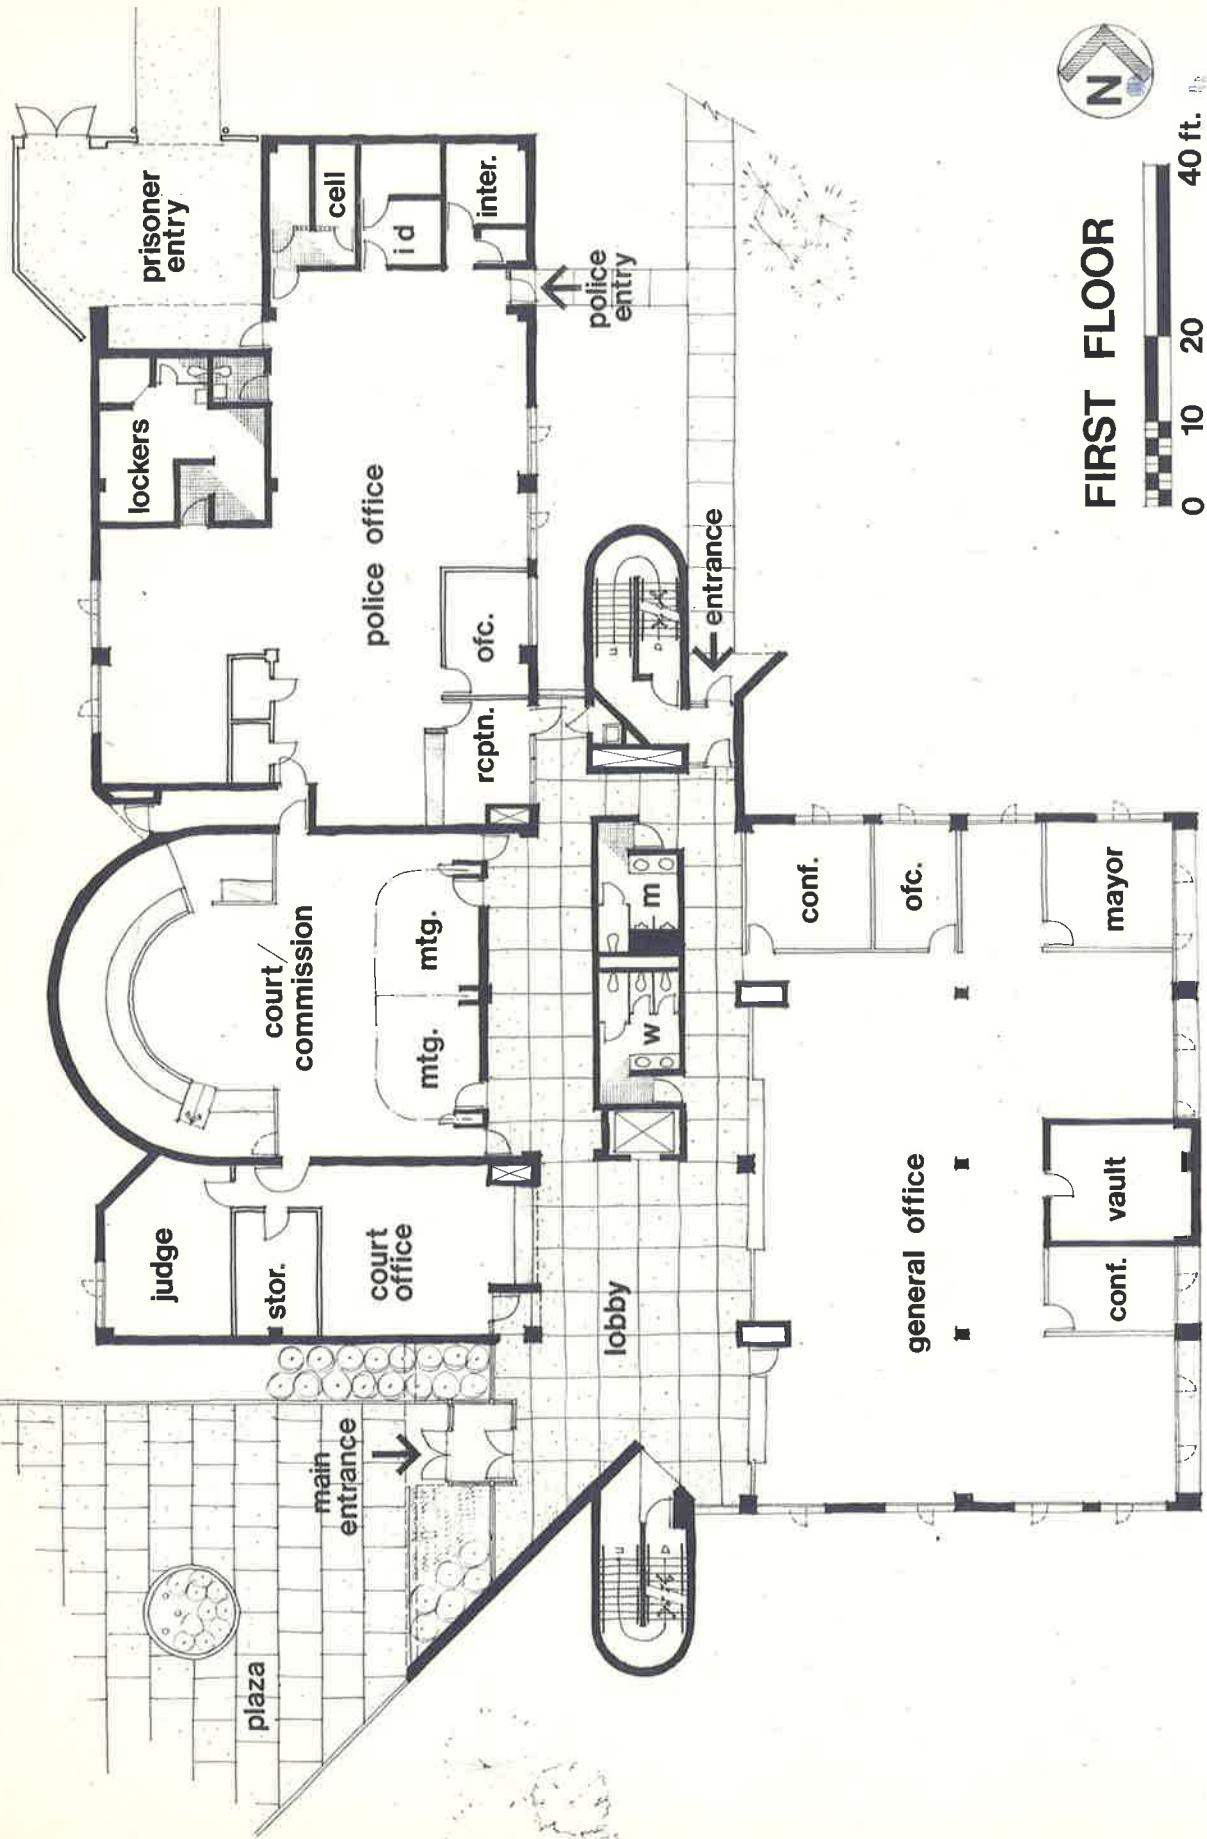 plaza
main
entrance
judge
stor.
court
office
court/
commission
mtg.
mtg.
lockers
prisoner
entry
police office
cell
id
inter.
rcptn.
ofc.
police
entry
lobby
U
D
w
m
U
D
entrance
general office
conf.
ofc.
conf.
vault
mayor
N
FIRST FLOOR
0 10 20 40 ft.